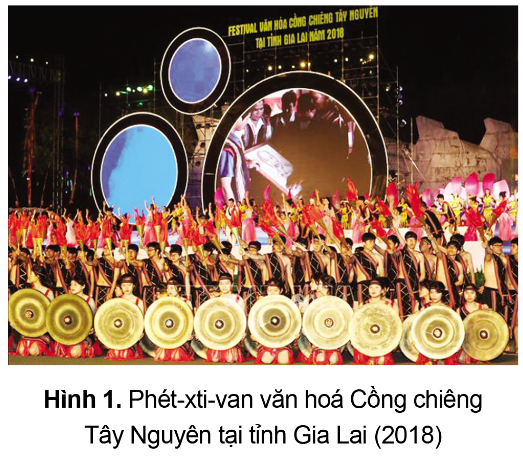 FESTIVAL VĂN HÓA CỒNG CHIÊNG TÂY NGUYÊN
TẠI TỈNH GIA LAI NĂM 2018
Hình 1. Phét-xti-van văn hoá Cồng chiêng
Tây Nguyên tại tỉnh Gia Lai (2018)